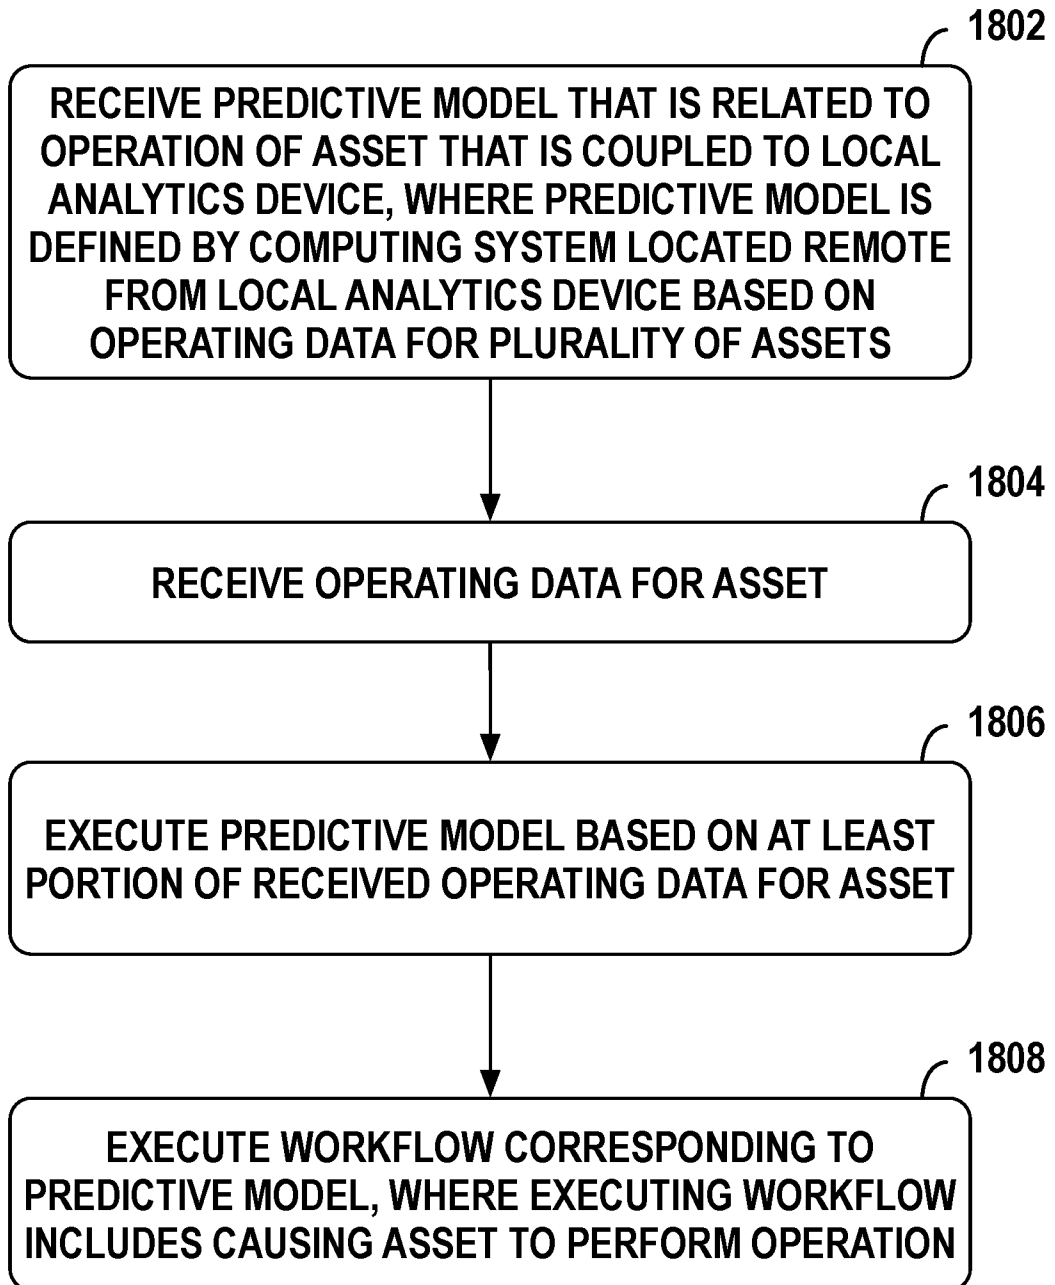 1802
RECEIVE PREDICTIVE MODEL THAT IS RELATED TO
OPERATION OF ASSET THAT IS COUPLED TO LOCAL
ANALYTICS DEVICE, WHERE PREDICTIVE MODEL IS
DEFINED BY COMPUTING SYSTEM LOCATED REMOTE
FROM LOCAL ANALYTICS DEVICE BASED ON
OPERATING DATA FOR PLURALITY OF ASSETS
1804
RECEIVE OPERATING DATA FOR ASSET
1806
EXECUTE PREDICTIVE MODEL BASED ON AT LEAST
PORTION OF RECEIVED OPERATING DATA FOR ASSET
1808
EXECUTE WORKFLOW CORRESPONDING TO
PREDICTIVE MODEL, WHERE EXECUTING WORKFLOW
INCLUDES CAUSING ASSET TO PERFORM OPERATION